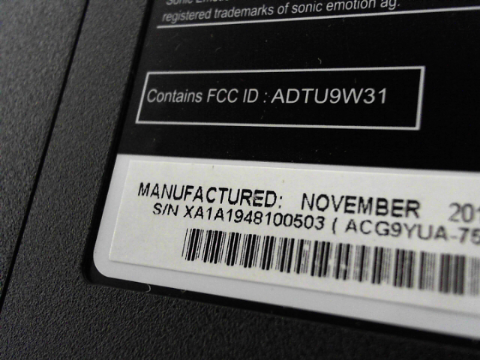 registered trademarks of sonic emotion ag.
Contains FCC ID : ADTU9W31
MANUFACTURED: NOVEMBER 201
S/N XA1A1948100503 ( ACG9YUA-75